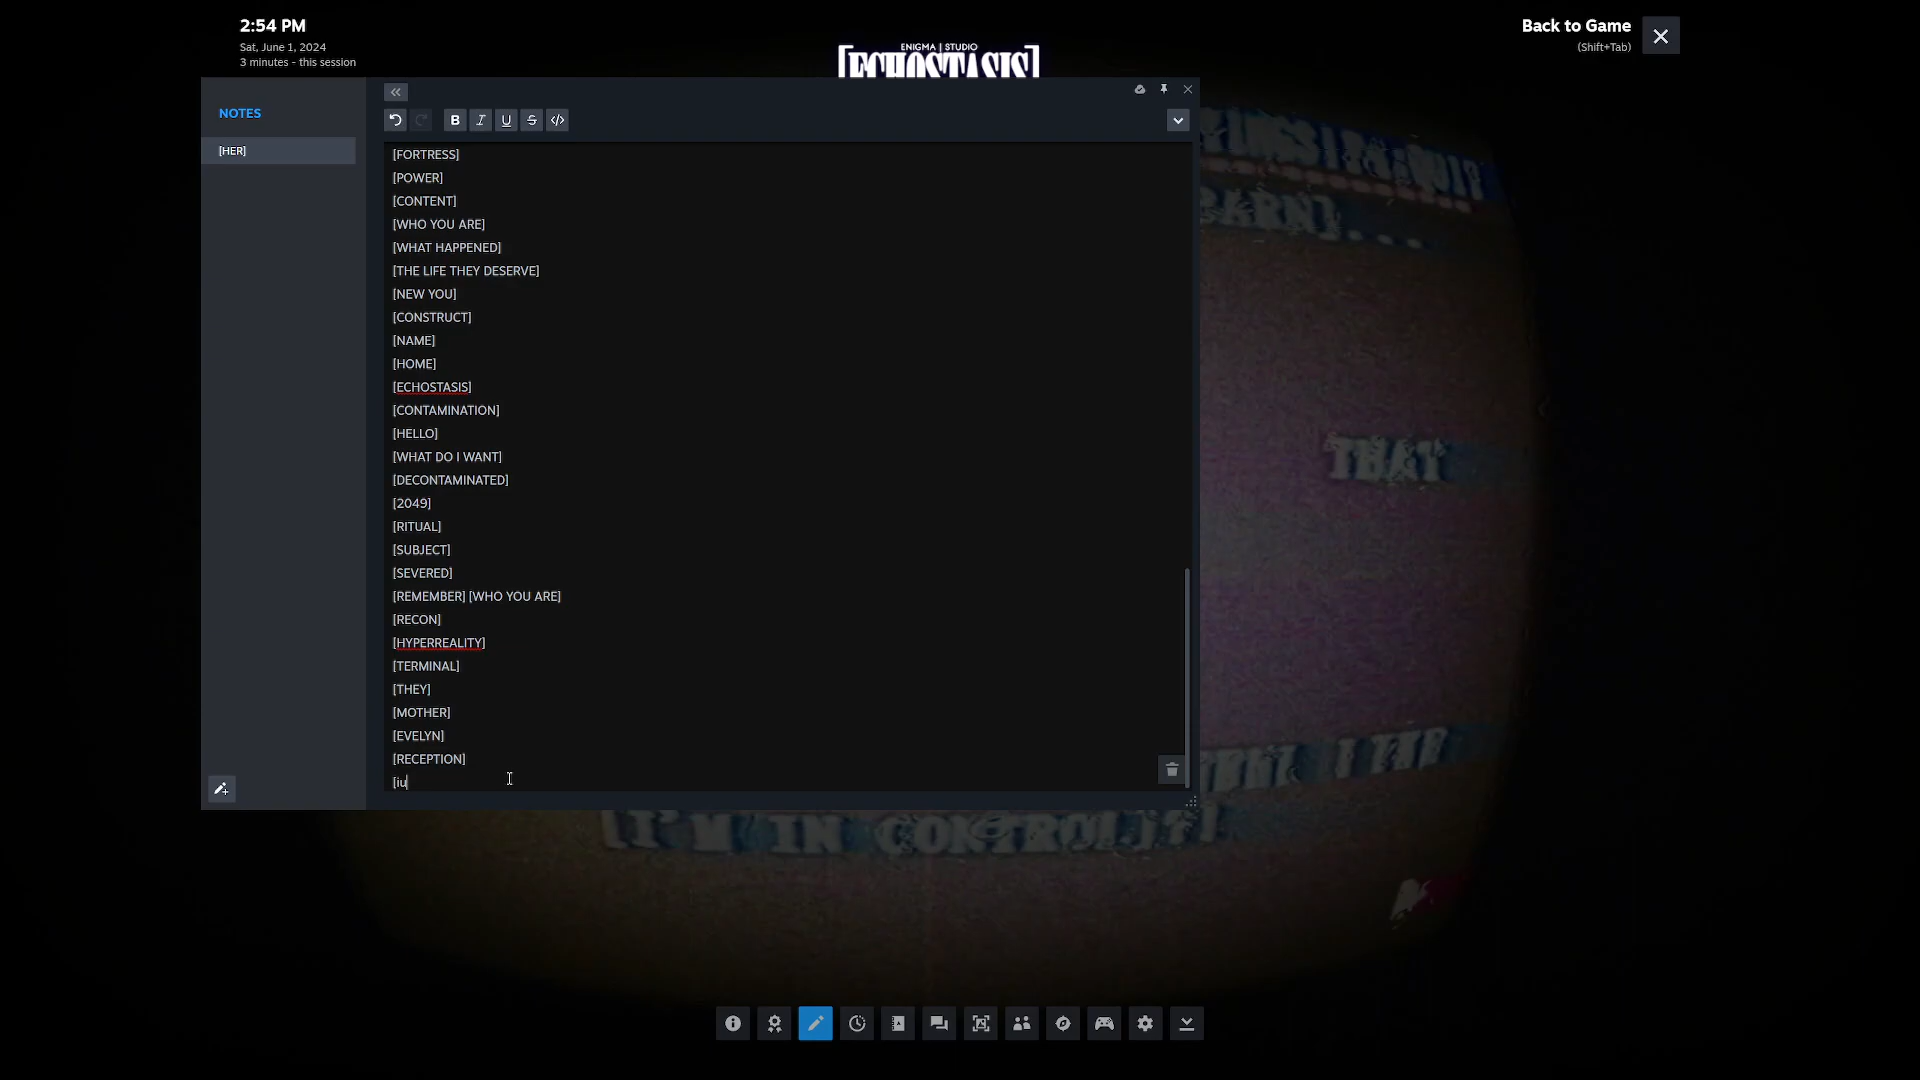 2:54 PM
Sat, June 1, 2024
3 minutes - this session
ENIGMA | STUDIO
[ECHOSTASIS]
Back to Game
(Shift+Tab)
NOTES
[HER]
B I U S </>
[FORTRESS]
[POWER]
[CONTENT]
[WHO YOU ARE]
[WHAT HAPPENED]
[THE LIFE THEY DESERVE]
[NEW YOU]
[CONSTRUCT]
[NAME]
[HOME]
[ECHOSTASIS]
[CONTAMINATION]
[HELLO]
[WHAT DO I WANT]
[DECONTAMINATED]
[2049]
[RITUAL]
[SUBJECT]
[SEVERED]
[REMEMBER] [WHO YOU ARE]
[RECON]
[HYPERREALITY]
[TERMINAL]
[THEY]
[MOTHER]
[EVELYN]
[RECEPTION]
[iu
THAT
[I'M IN CONTROL]?]